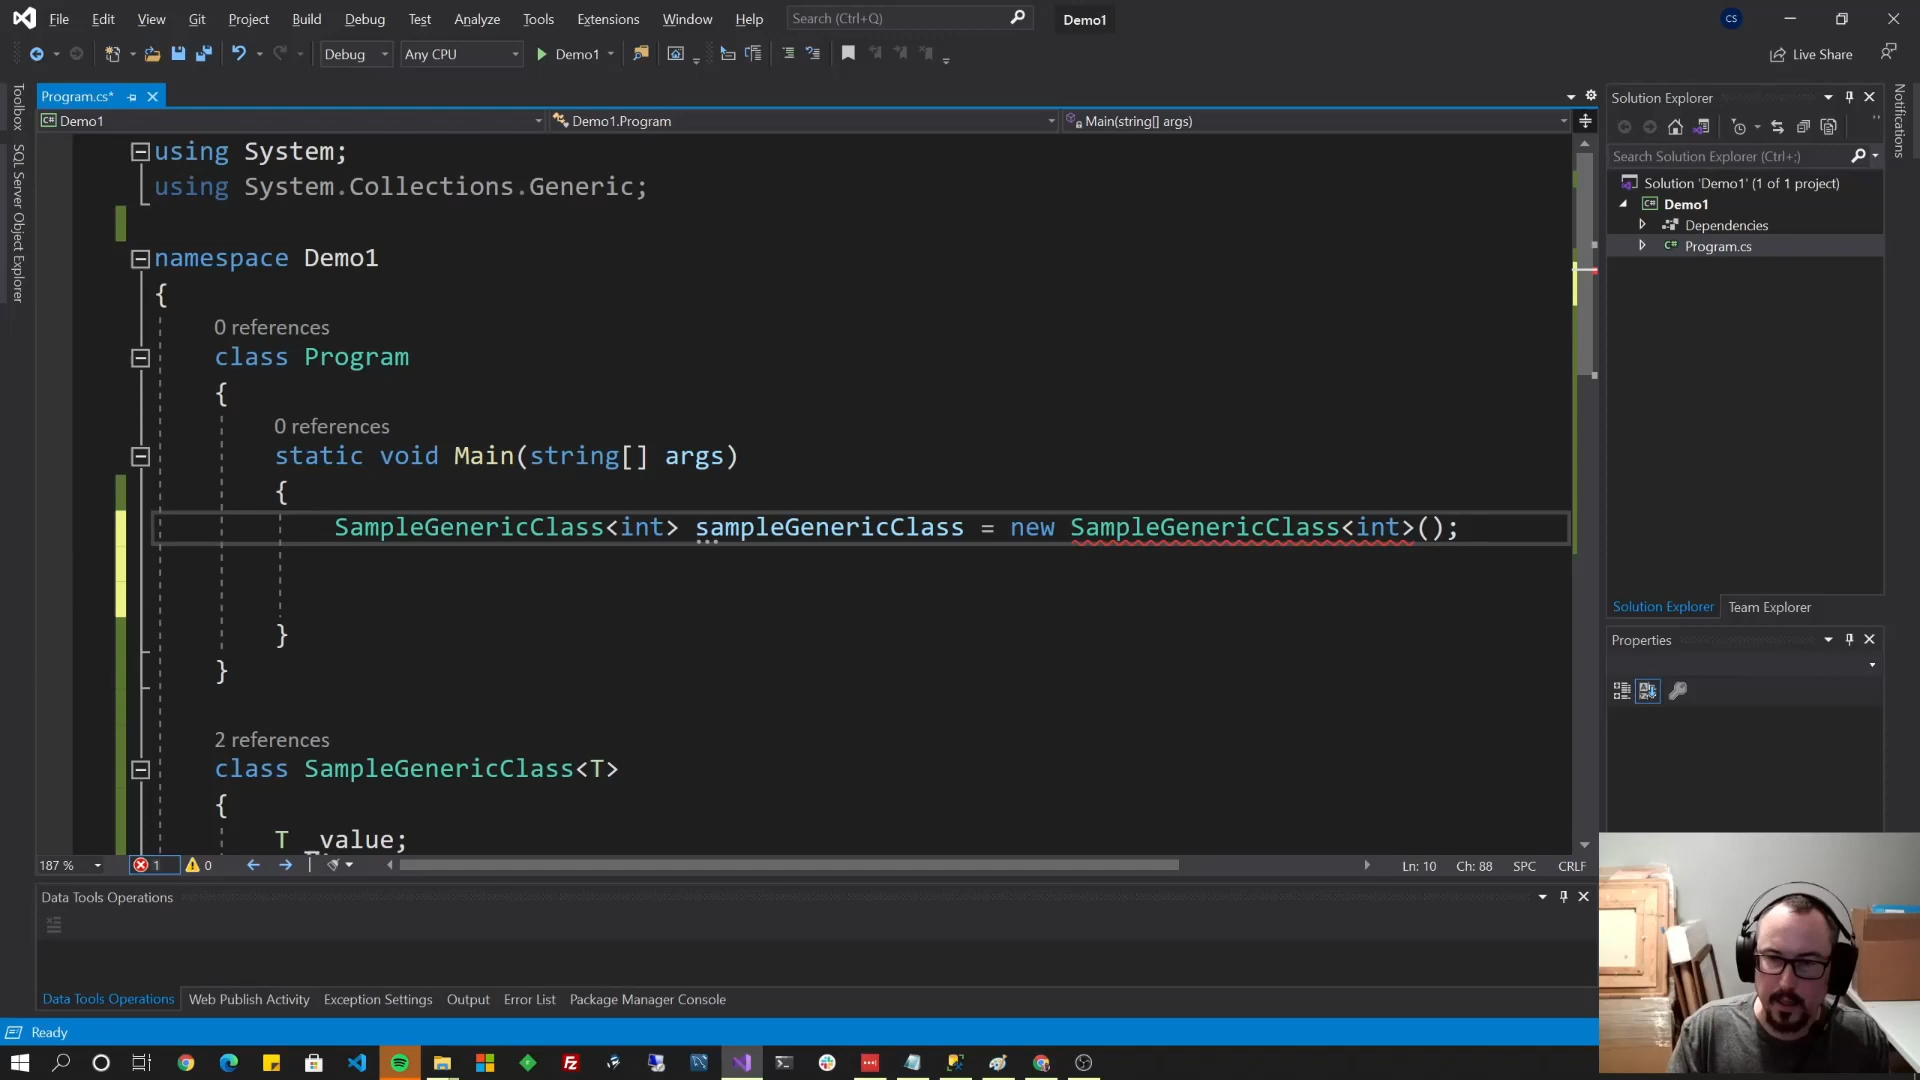 File Edit View Git Project Build Debug Test Analyze Tools Extensions Window Help Search (Ctrl+Q) Demo1 CS
Debug Any CPU Demo1 Live Share
Program.cs*
Demo1 Demo1.Program Main(string[] args)
using System;
using System.Collections.Generic;
namespace Demo1
{
0 references
class Program
{
0 references
static void Main(string[] args)
{
SampleGenericClass<int> sampleGenericClass = new SampleGenericClass<int>();
}
}
2 references
class SampleGenericClass<T>
{
T _value;
187 % 1 0 Ln: 10 Ch: 88 SPC CRLF
Data Tools Operations
Data Tools Operations Web Publish Activity Exception Settings Output Error List Package Manager Console
Ready
Toolbox
SQL Server Object Explorer
Solution Explorer
Search Solution Explorer (Ctrl+;)
Solution 'Demo1' (1 of 1 project)
Demo1
Dependencies
Program.cs
Solution Explorer Team Explorer
Properties
Notifications